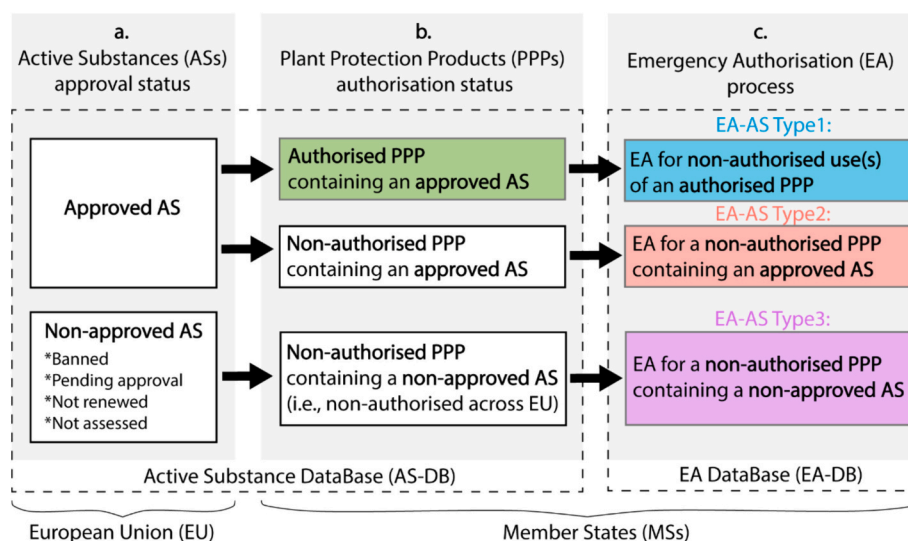 a.
Active Substances (ASs)
approval status
b.
Plant Protection Products (PPPs)
authorisation status
c.
Emergency Authorisation (EA)
process
Approved AS
Non-approved AS
*Banned
*Pending approval
*Not renewed
*Not assessed
Authorised PPP
containing an approved AS
Non-authorised PPP
containing an approved AS
Non-authorised PPP
containing a non-approved AS
(i.e., non-authorised across EU)
EA-AS Type1:
EA for non-authorised use(s)
of an authorised PPP
EA-AS Type2:
EA for a non-authorised PPP
containing an approved AS
EA-AS Type3:
EA for a non-authorised PPP
containing a non-approved AS
Active Substance DataBase (AS-DB)
EA DataBase (EA-DB)
European Union (EU)
Member States (MSs)